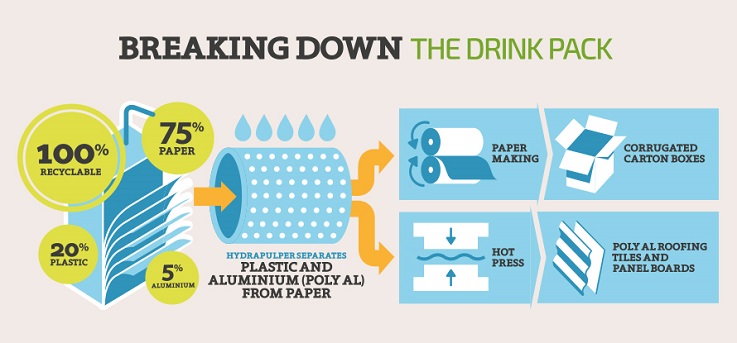 BREAKING DOWN THE DRINK PACK
100%
RECYCLABLE
75%
PAPER
20%
PLASTIC
5%
ALUMINIUM
HYDRAPULPER SEPARATES
PLASTIC AND
ALUMINIUM (POLY AL)
FROM PAPER
PAPER
MAKING
CORRUGATED
CARTON BOXES
HOT
PRESS
POLY AL ROOFING
TILES AND
PANEL BOARDS